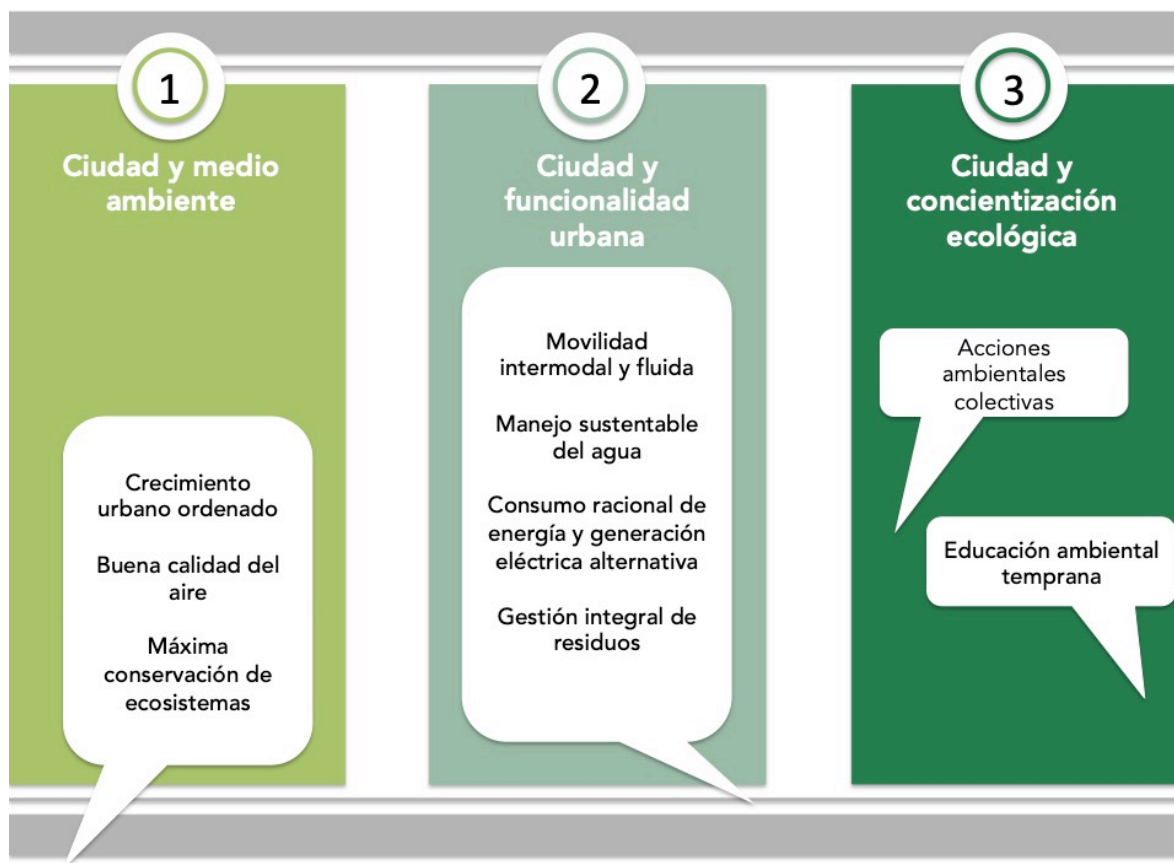 1
Ciudad y medio
ambiente
Crecimiento
urbano ordenado
Buena calidad del
aire
Máxima
conservación de
ecosistemas
2
Ciudad y
funcionalidad
urbana
Movilidad
intermodal y fluida
Manejo sustentable
del agua
Consumo racional de
energía y generación
eléctrica alternativa
Gestión integral de
residuos
3
Ciudad y
concientización
ecológica
Acciones
ambientales
colectivas
Educación ambiental
temprana